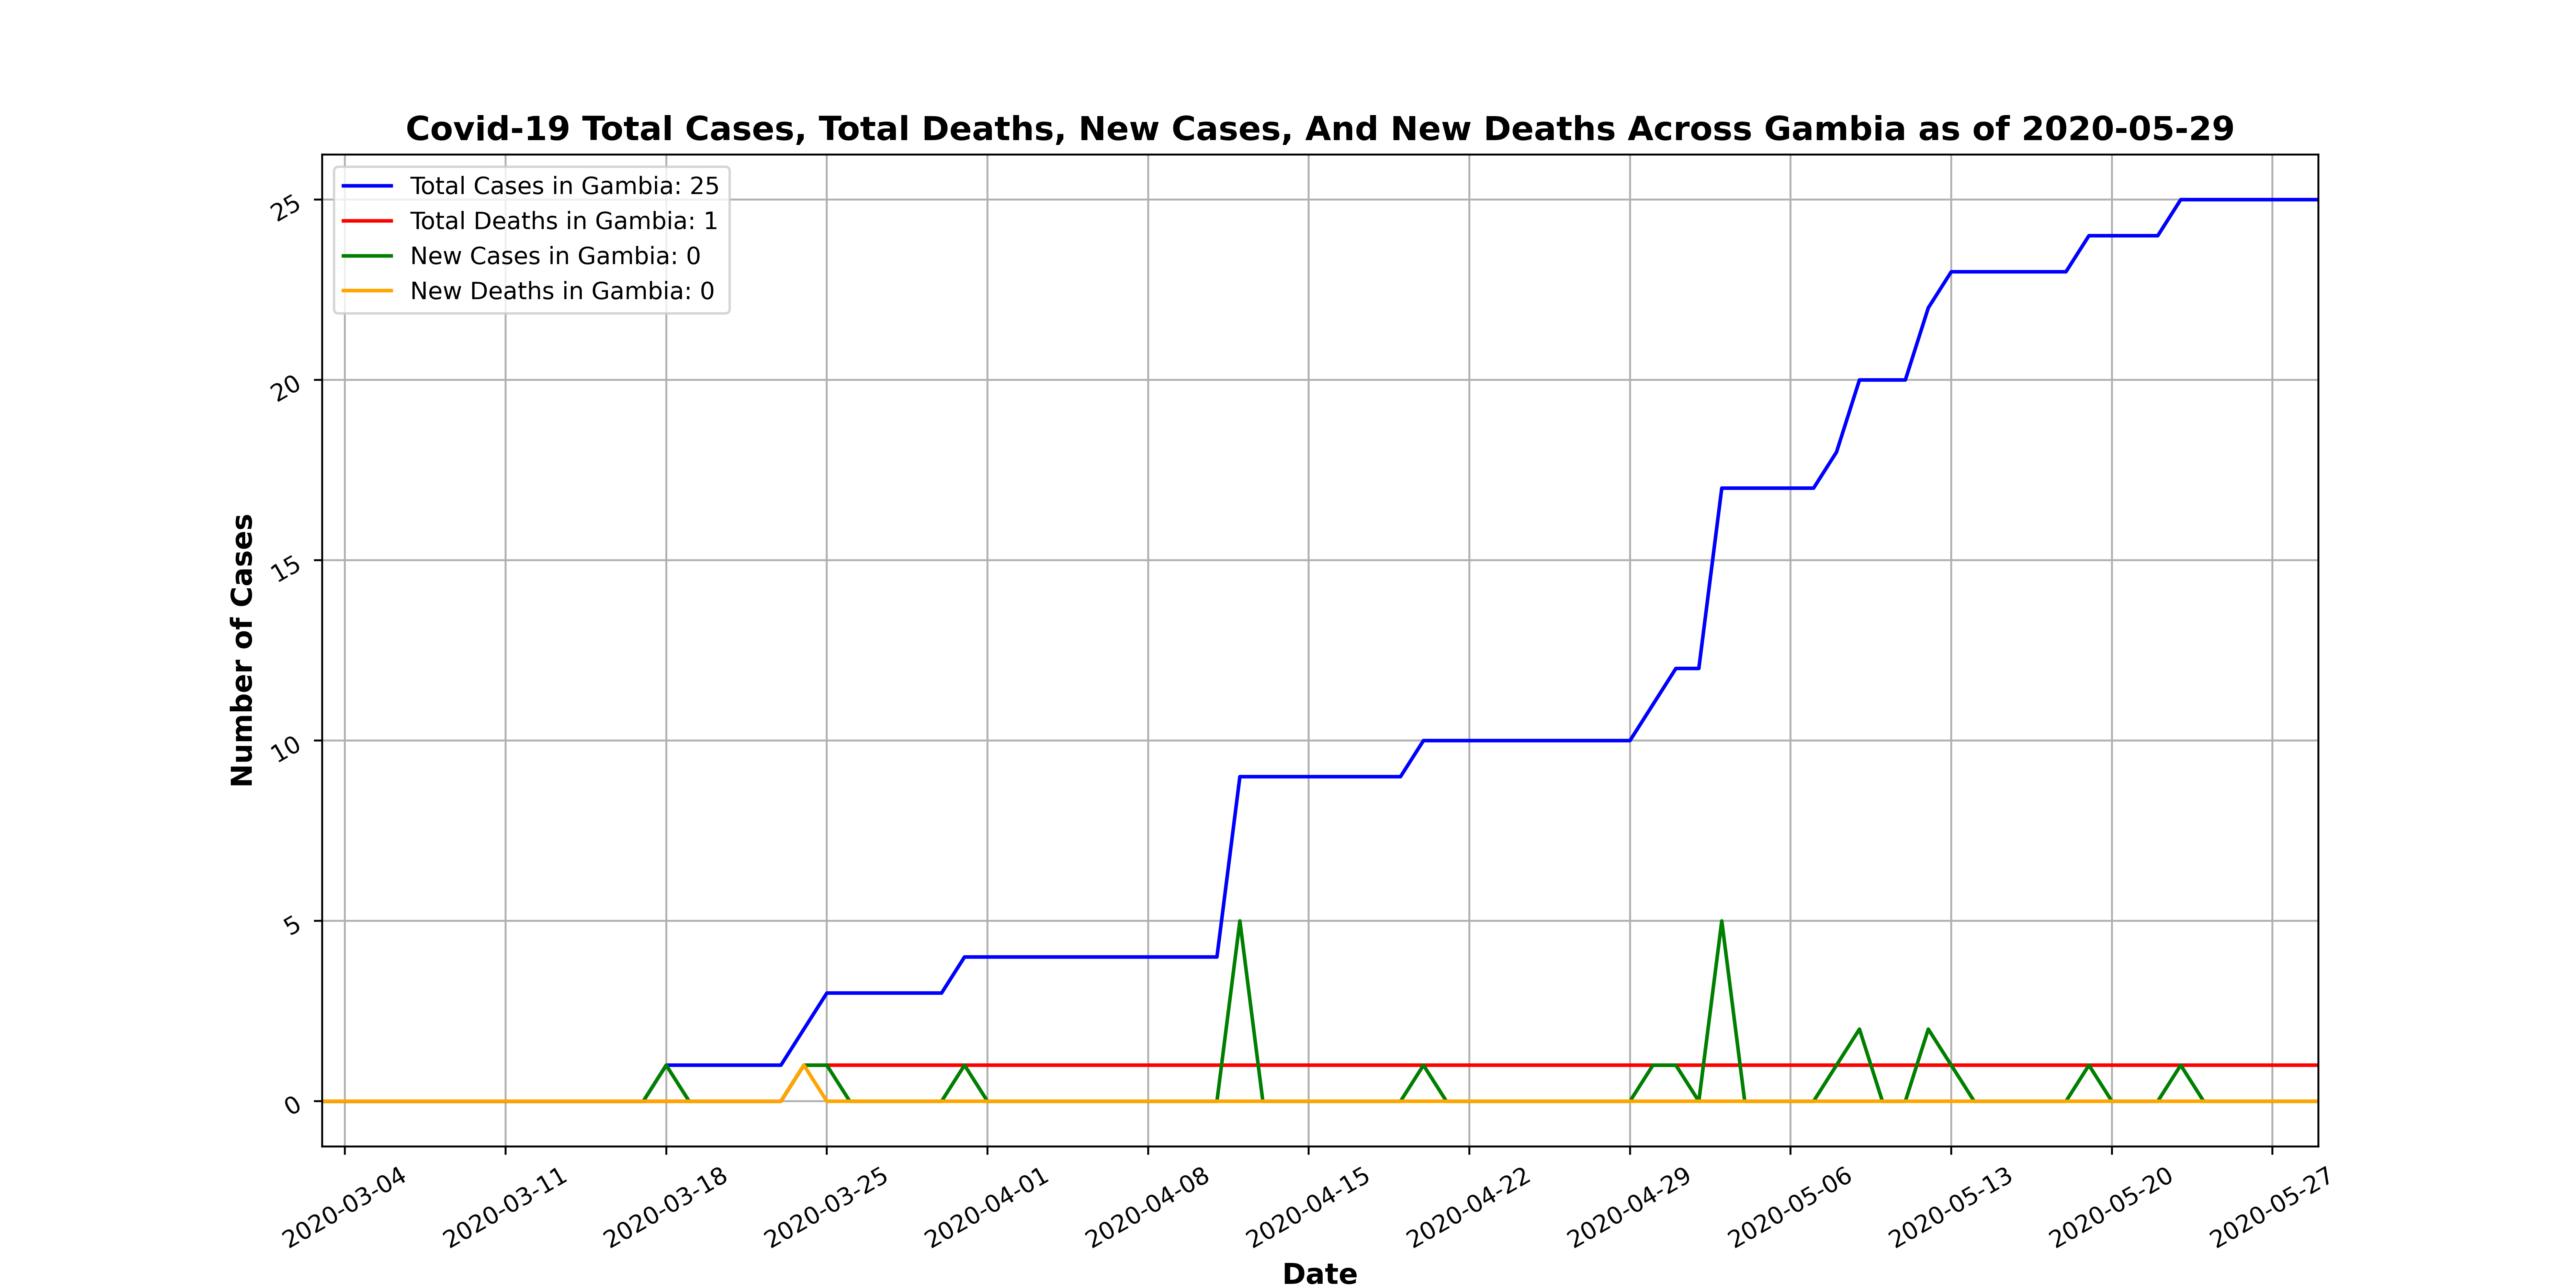 Covid-19 Total Cases, Total Deaths, New Cases, And New Deaths Across Gambia as of 2020-05-29
Total Cases in Gambia: 25
Total Deaths in Gambia: 1
New Cases in Gambia: 0
New Deaths in Gambia: 0
Number of Cases
25
20
15
10
5
0
2020-03-04
2020-03-11
2020-03-18
2020-03-25
2020-04-01
2020-04-08
2020-04-15
2020-04-22
2020-04-29
2020-05-06
2020-05-13
2020-05-20
2020-05-27
Date